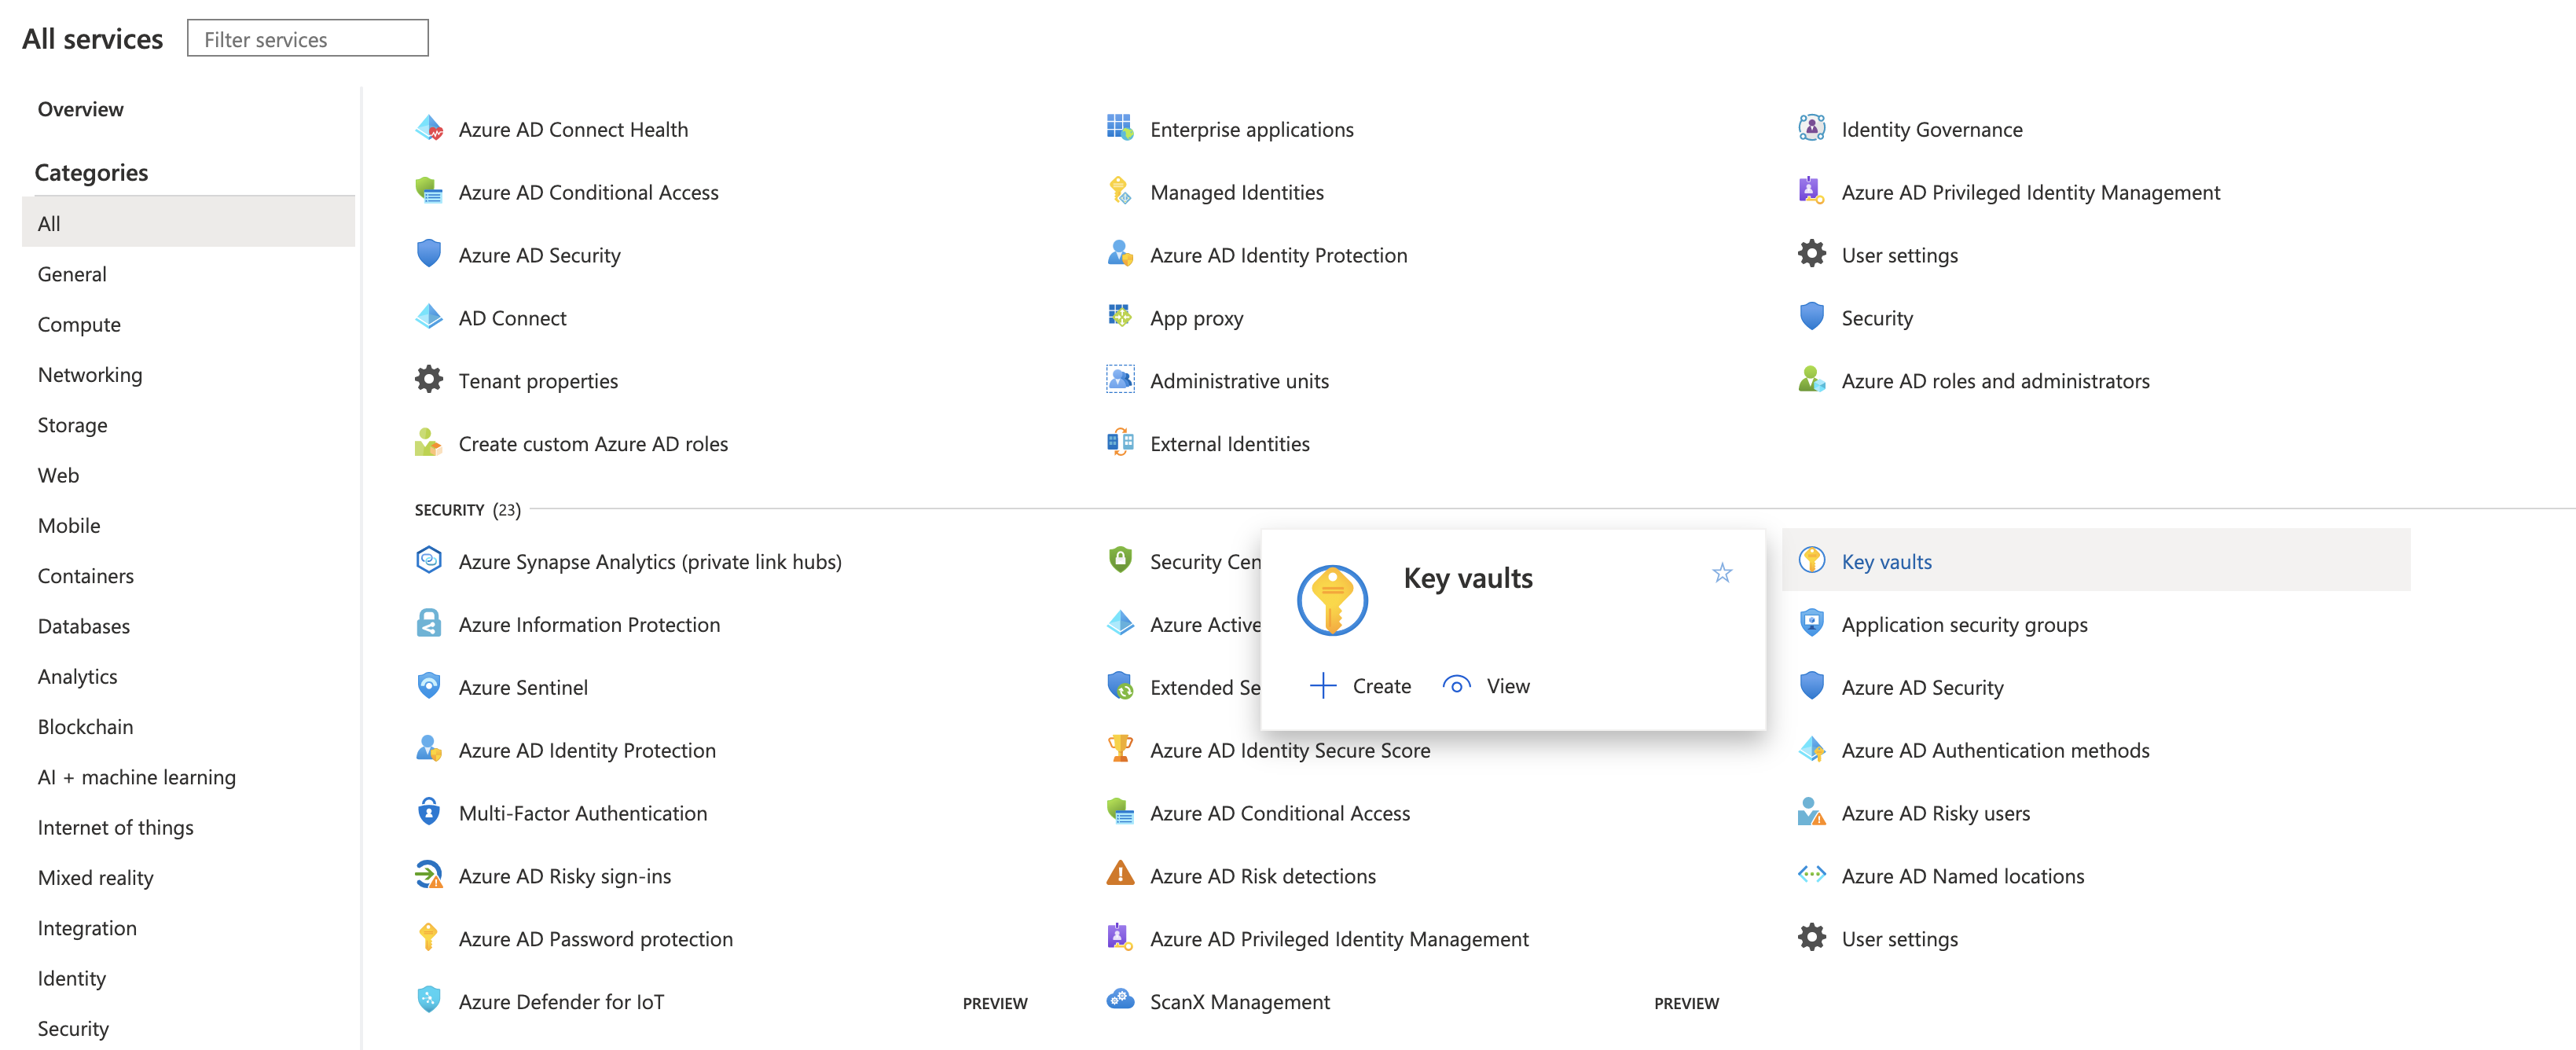 All services
Filter services
Overview
Categories
All
General
Compute
Networking
Storage
Web
Mobile
Containers
Databases
Analytics
Blockchain
AI + machine learning
Internet of things
Mixed reality
Integration
Identity
Security
Azure AD Connect Health
Enterprise applications
Identity Governance
Azure AD Conditional Access
Managed Identities
Azure AD Privileged Identity Management
Azure AD Security
Azure AD Identity Protection
User settings
AD Connect
App proxy
Security
Tenant properties
Administrative units
Azure AD roles and administrators
Create custom Azure AD roles
External Identities
SECURITY (23)
Azure Synapse Analytics (private link hubs)
Security Cen
Key vaults
Azure Information Protection
Azure Active
Application security groups
Azure Sentinel
Extended Se
Azure AD Security
Key vaults
Create
View
Azure AD Identity Protection
Azure AD Identity Secure Score
Azure AD Authentication methods
Multi-Factor Authentication
Azure AD Conditional Access
Azure AD Risky users
Azure AD Risky sign-ins
Azure AD Risk detections
Azure AD Named locations
Azure AD Password protection
Azure AD Privileged Identity Management
User settings
Azure Defender for IoT
PREVIEW
ScanX Management
PREVIEW